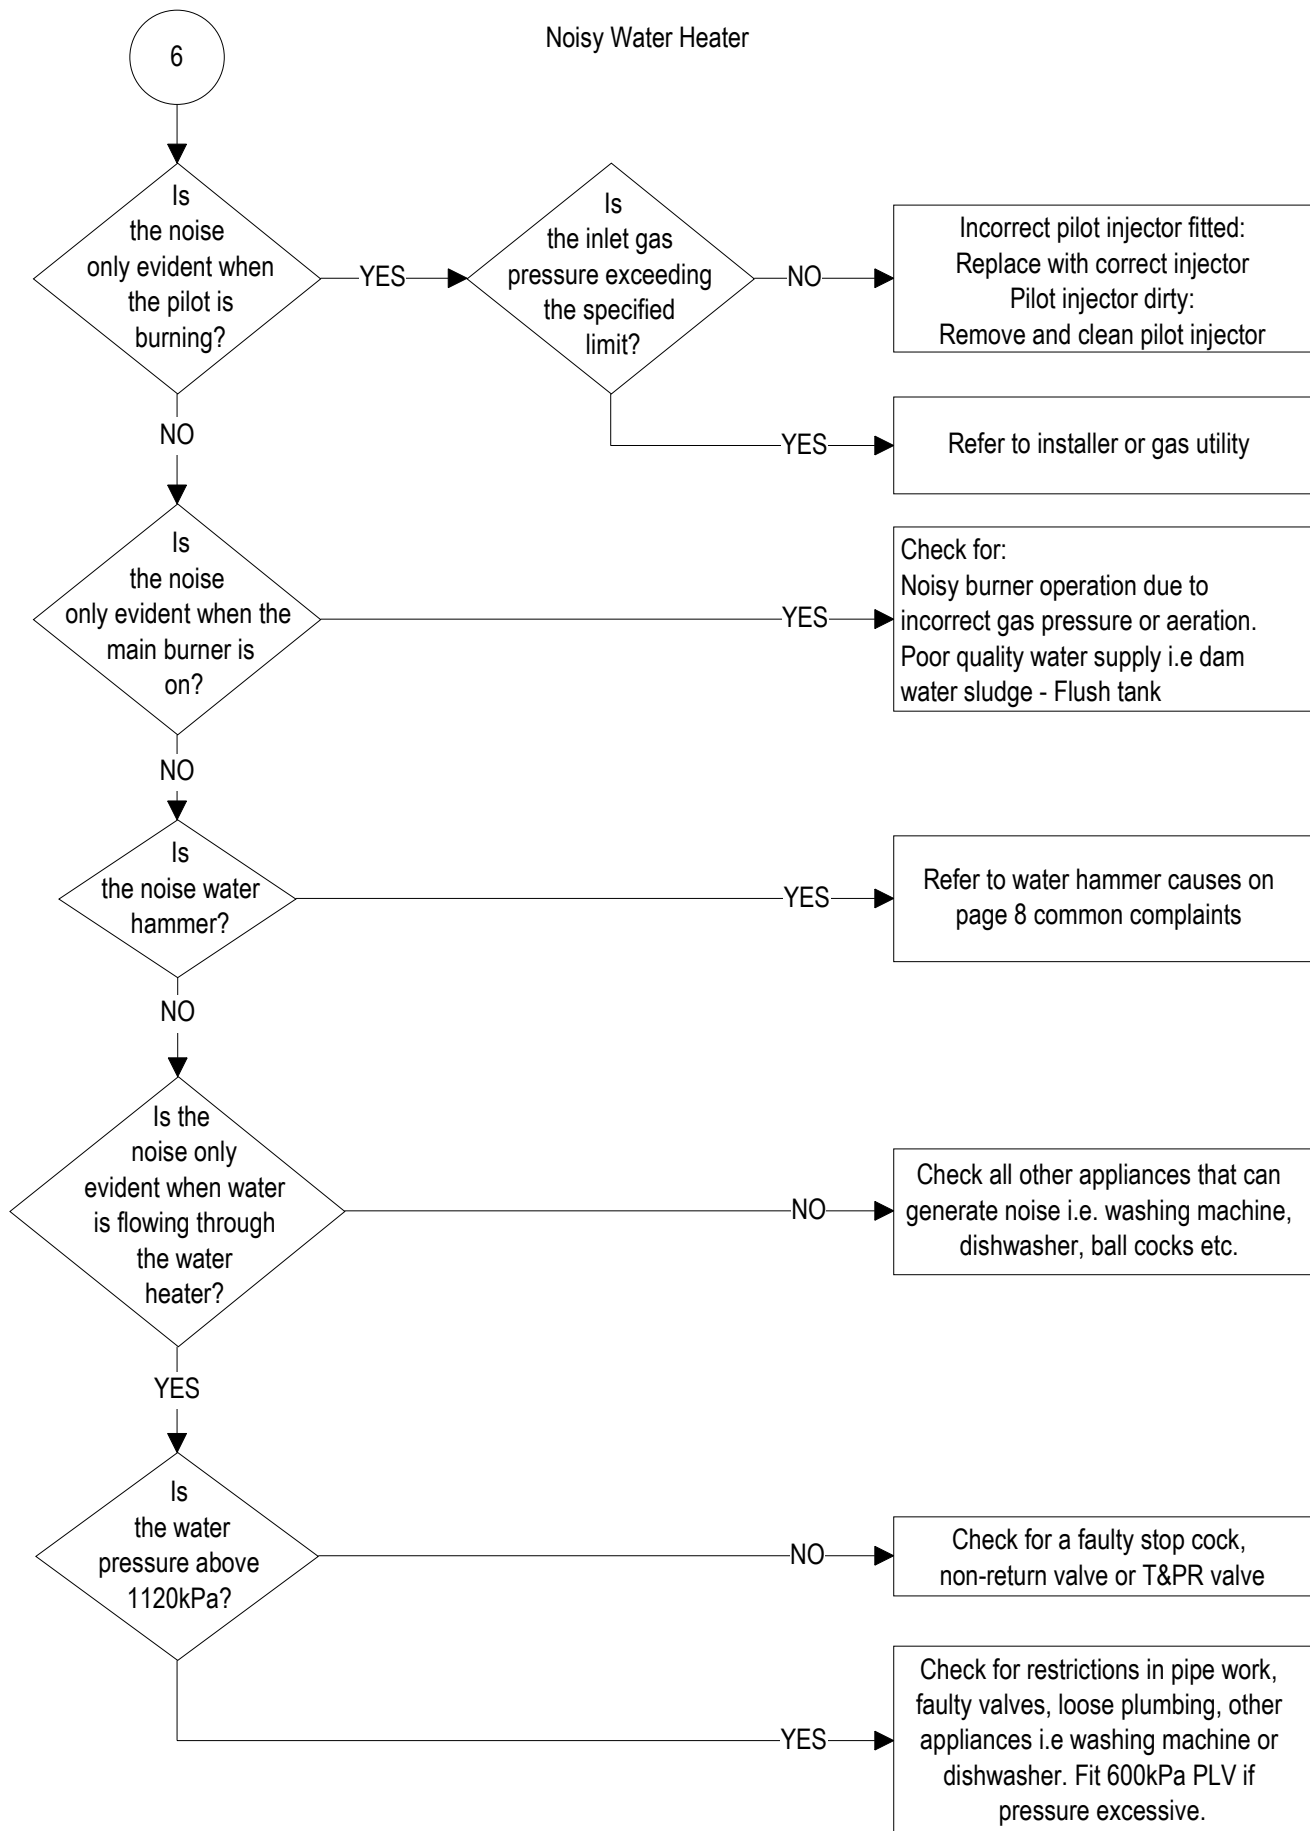 6
Noisy Water Heater
Is
the noise
only evident when
the pilot is
burning?
YES
Is
the inlet gas
pressure exceeding
the specified
limit?
NO
Incorrect pilot injector fitted:
Replace with correct injector
Pilot injector dirty:
Remove and clean pilot injector
YES
Refer to installer or gas utility
NO
Is
the noise
only evident when the
main burner is
on?
YES
Check for:
Noisy burner operation due to
incorrect gas pressure or aeration.
Poor quality water supply i.e dam
water sludge - Flush tank
NO
Is
the noise water
hammer?
YES
Refer to water hammer causes on
page 8 common complaints
NO
Is the
noise only
evident when water
is flowing through
the water
heater?
NO
Check all other appliances that can
generate noise i.e. washing machine,
dishwasher, ball cocks etc.
YES
Is
the water
pressure above
1120kPa?
NO
Check for a faulty stop cock,
non-return valve or T&PR valve
YES
Check for restrictions in pipe work,
faulty valves, loose plumbing, other
appliances i.e washing machine or
dishwasher. Fit 600kPa PLV if
pressure excessive.